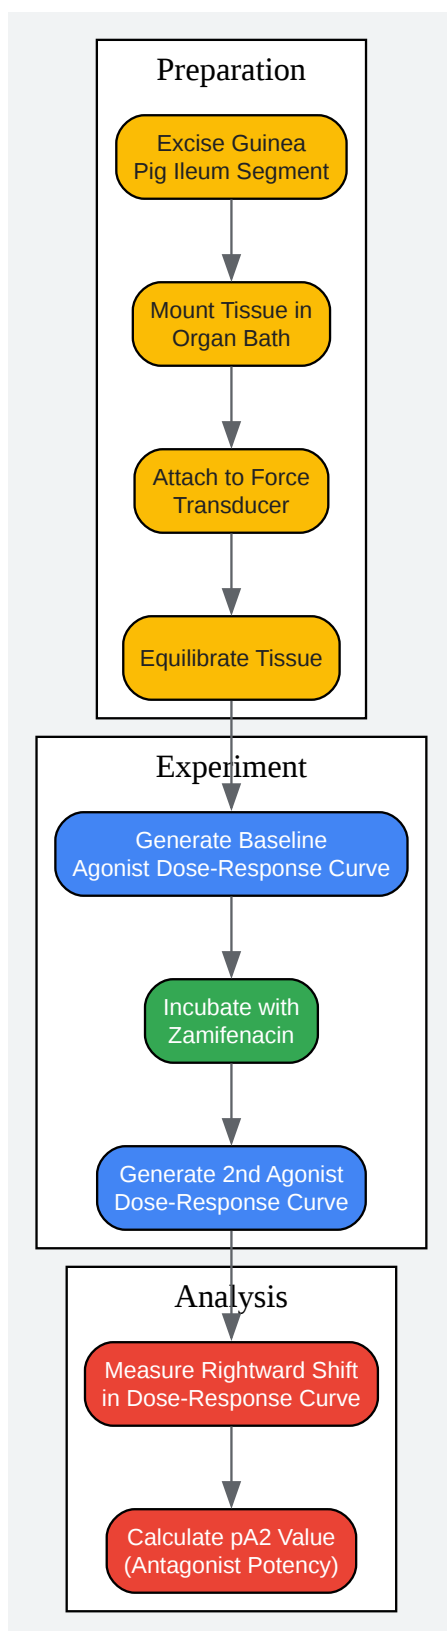 Preparation
Excise Guinea
Pig Ileum Segment
Mount Tissue in
Organ Bath
Attach to Force
Transducer
Equilibrate Tissue
Experiment
Generate Baseline
Agonist Dose-Response Curve
Incubate with
Zamifenacin
Generate 2nd Agonist
Dose-Response Curve
Analysis
Measure Rightward Shift
in Dose-Response Curve
Calculate pA2 Value
(Antagonist Potency)